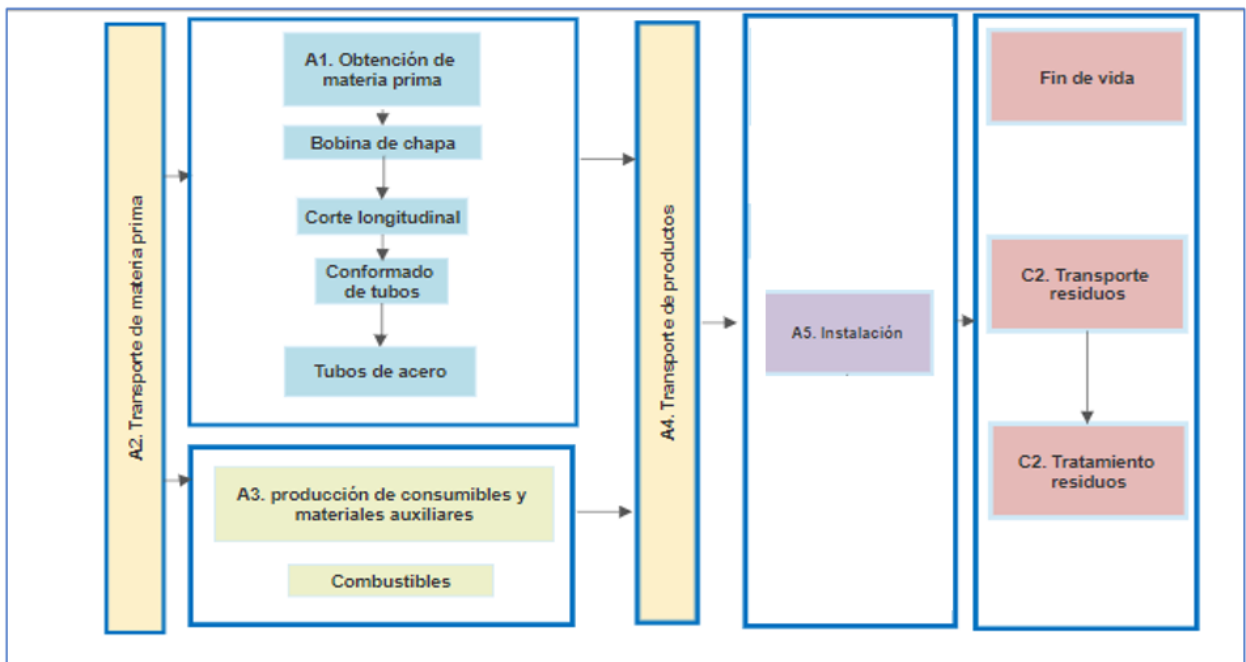 A2. Transporte de materia prima
A1. Obtención de
materia prima
Bobina de chapa
Corte longitudinal
Conformado
de tubos
Tubos de acero
A3. producción de consumibles y
materiales auxiliares
Combustibles
A4. Transporte de productos
A5. Instalación
Fin de vida
C2. Transporte
residuos
C2. Tratamiento
residuos